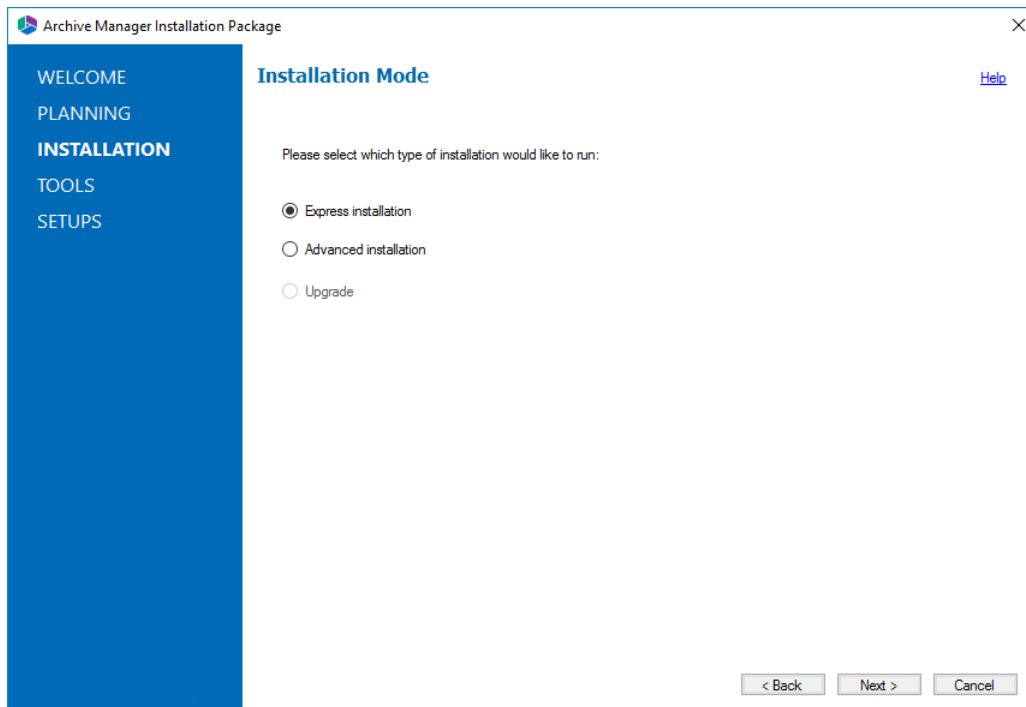 Archive Manager Installation Package
WELCOME
PLANNING
INSTALLATION
TOOLS
SETUPS
Installation Mode
Help
Please select which type of installation would like to run:
Express installation
Advanced installation
Upgrade
< Back
Next >
Cancel